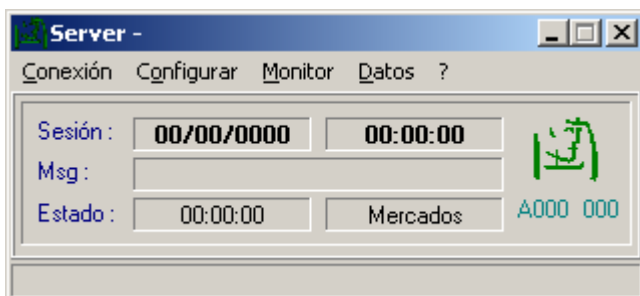 Server -
Conexión Configurar Monitor Datos ?
Sesión : 00/00/0000 00:00:00
Msg :
Estado : 00:00:00 Mercados A000 000